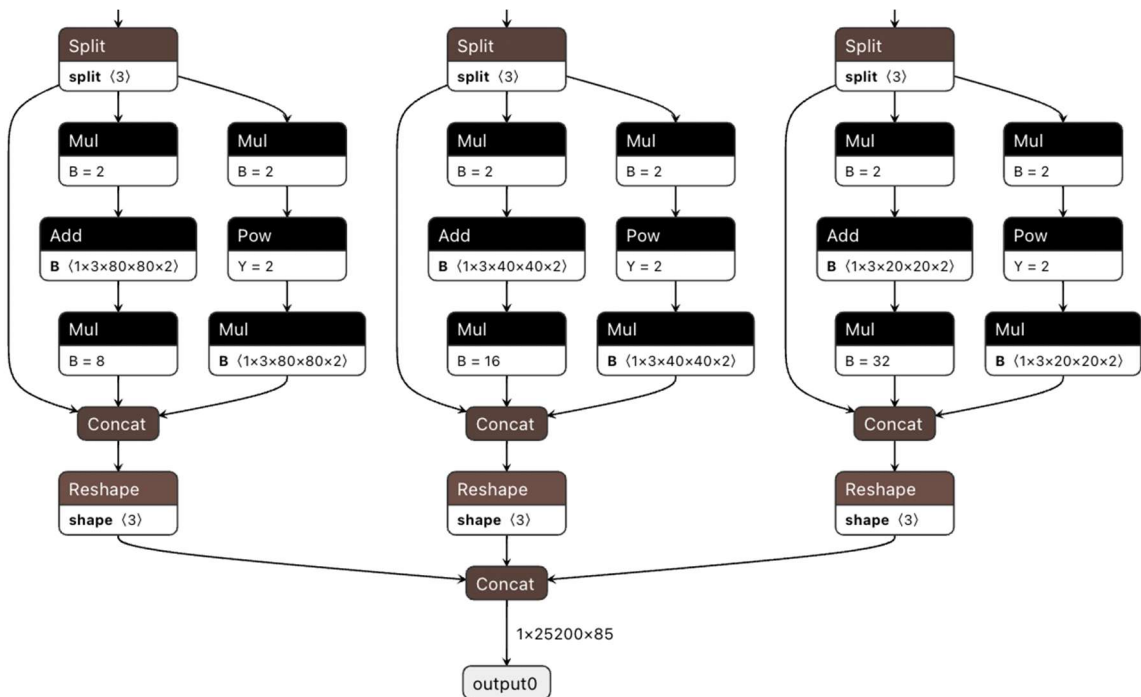 Split
split ⟨3⟩
Mul
B = 2
Mul
B = 2
Add
B ⟨1×3×80×80×2⟩
Pow
Y = 2
Mul
B = 8
Mul
B ⟨1×3×80×80×2⟩
Concat
Reshape
shape ⟨3⟩
Split
split ⟨3⟩
Mul
B = 2
Mul
B = 2
Add
B ⟨1×3×40×40×2⟩
Pow
Y = 2
Mul
B = 16
Mul
B ⟨1×3×40×40×2⟩
Concat
Reshape
shape ⟨3⟩
Split
split ⟨3⟩
Mul
B = 2
Mul
B = 2
Add
B ⟨1×3×20×20×2⟩
Pow
Y = 2
Mul
B = 32
Mul
B ⟨1×3×20×20×2⟩
Concat
Reshape
shape ⟨3⟩
Concat
1×25200×85
output0